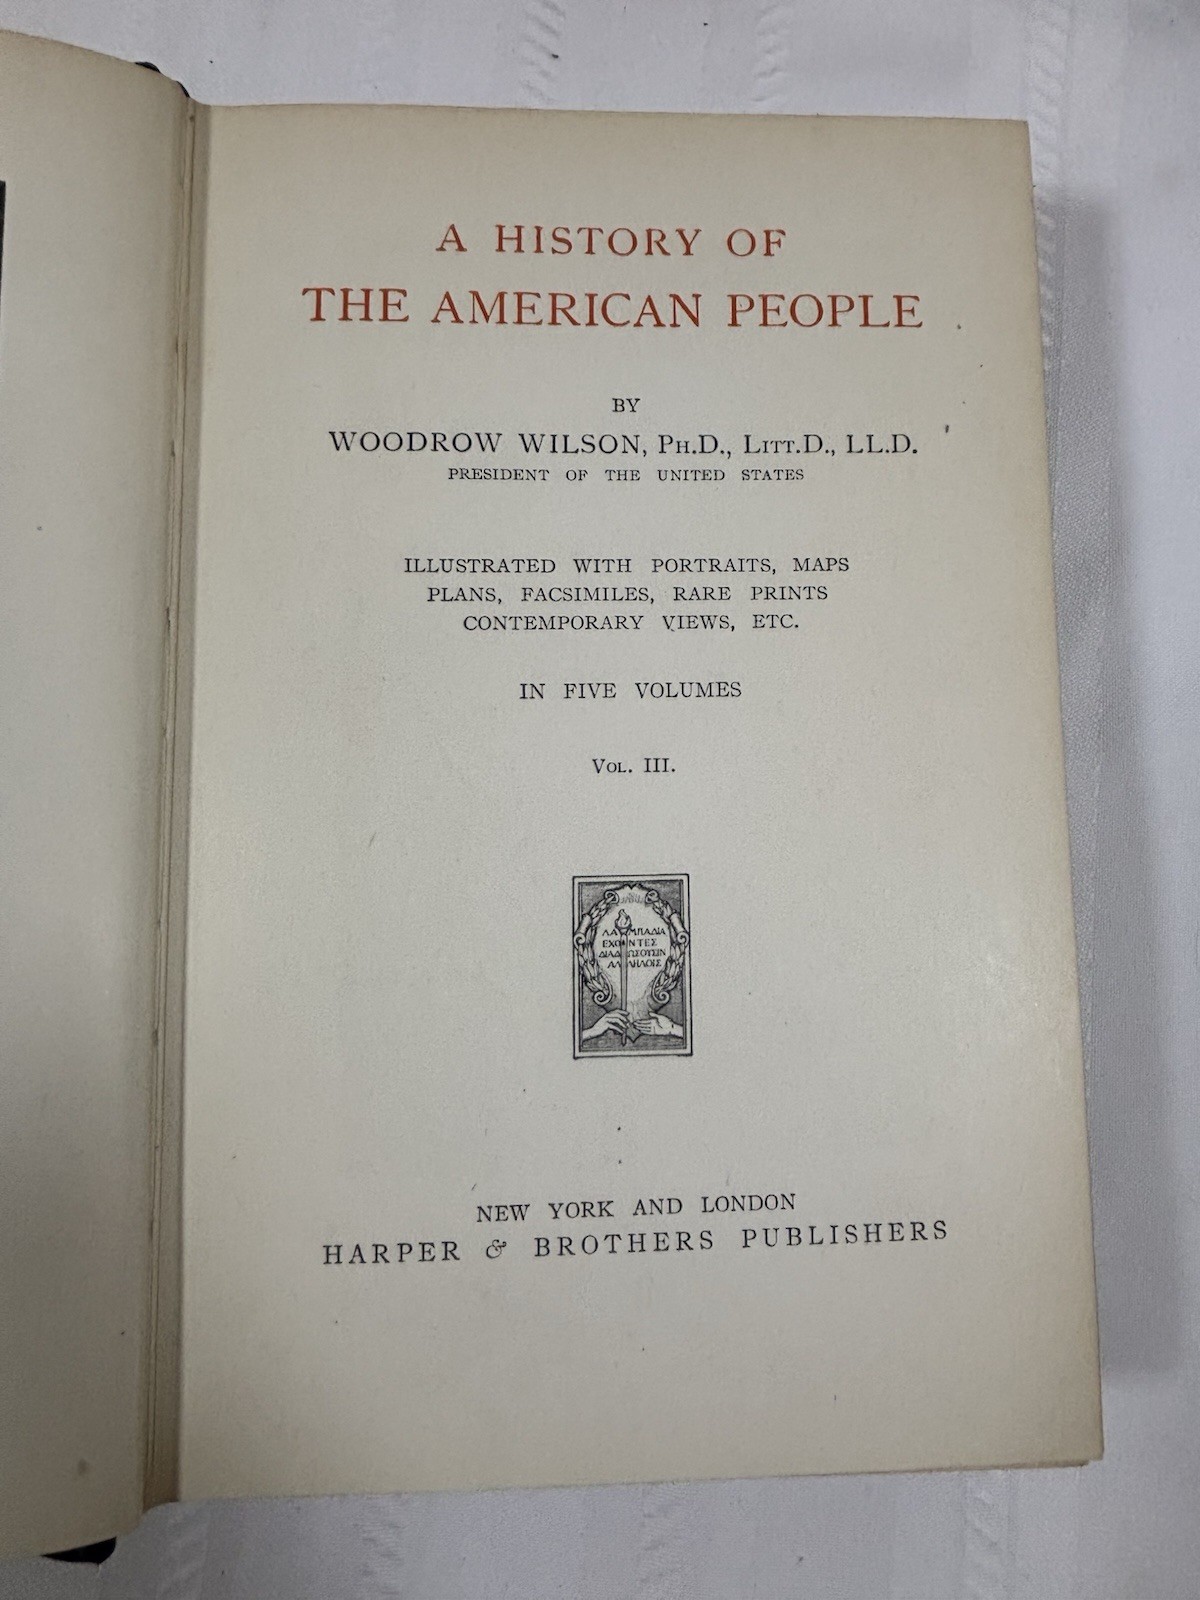 A HISTORY OF
THE AMERICAN PEOPLE
BY
WOODROW WILSON, PH.D., LITT.D., LL.D.
PRESIDENT OF THE UNITED STATES
ILLUSTRATED WITH PORTRAITS, MAPS
PLANS, FACSIMILES, RARE PRINTS
CONTEMPORARY VIEWS, ETC.
IN FIVE VOLUMES
VOL. III.
ΛΑΜΠΑΔΙΑ
ΕΧΟΝΤΕΣ
ΔΙΑΔΩΣΟΥΣΙΝ
ΑΛΛΗΛΟΙΣ
NEW YORK AND LONDON
HARPER & BROTHERS PUBLISHERS